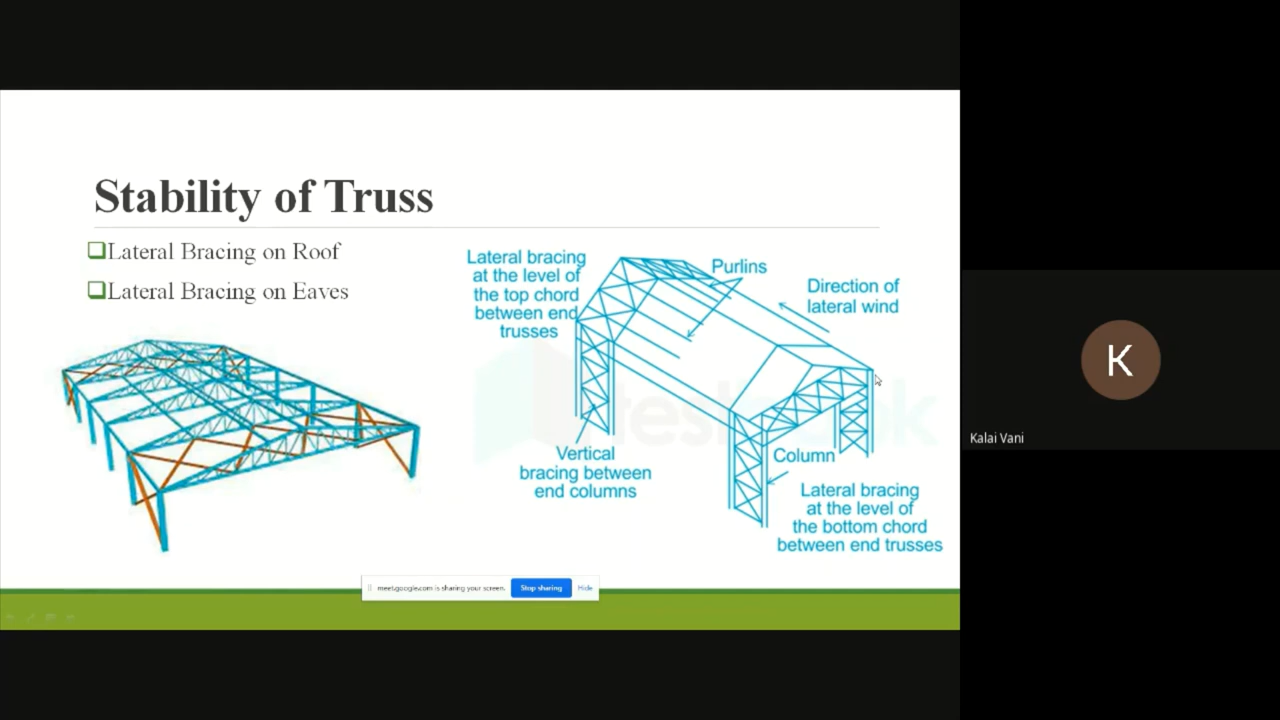 Stability of Truss
Lateral Bracing on Roof
Lateral Bracing on Eaves
Lateral bracing
at the level of
the top chord
between end
trusses
Purlins
Direction of
lateral wind
Vertical
bracing between
end columns
Column
Lateral bracing
at the level of
the bottom chord
between end trusses
meet.google.com is sharing your screen.
Stop sharing
Hide
K
Kalai Vani